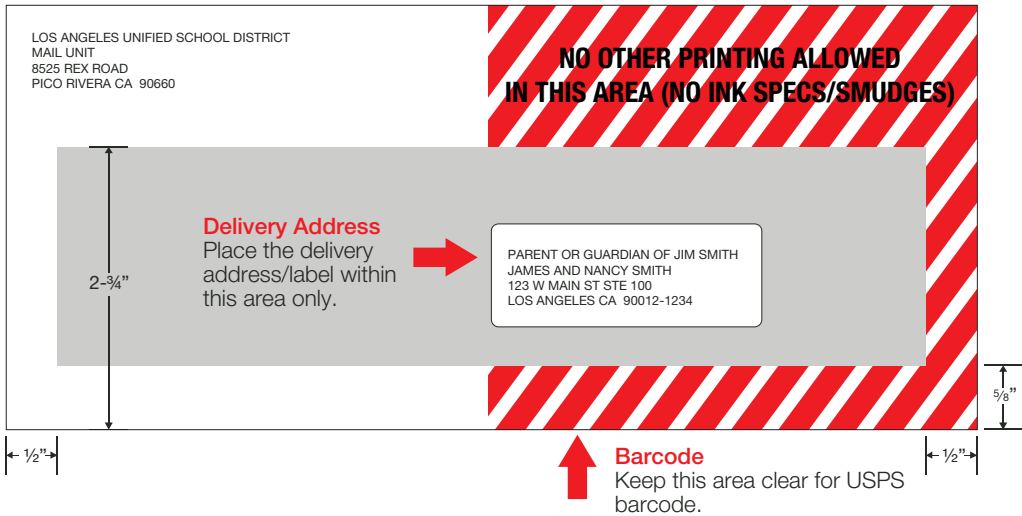 LOS ANGELES UNIFIED SCHOOL DISTRICT
MAIL UNIT
8525 REX ROAD
PICO RIVERA CA  90660
NO OTHER PRINTING ALLOWED
IN THIS AREA (NO INK SPECS/SMUDGES)
Delivery Address
Place the delivery
address/label within
this area only.
PARENT OR GUARDIAN OF JIM SMITH
JAMES AND NANCY SMITH
123 W MAIN ST STE 100
LOS ANGELES CA  90012-1234
2-¾”
⅝”
½”
½”
Barcode
Keep this area clear for USPS
barcode.